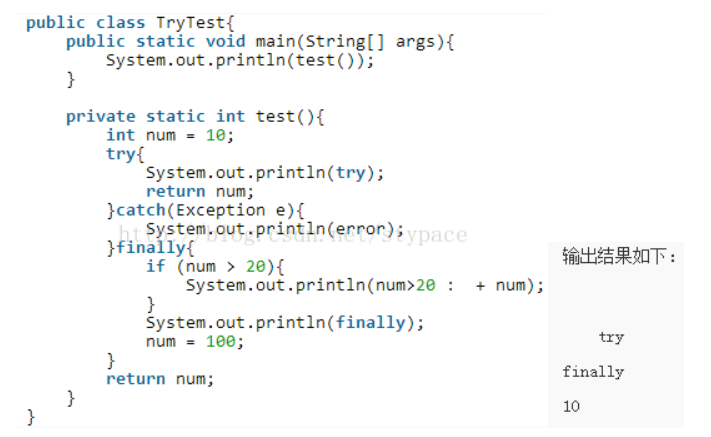 public class TryTest{
public static void main(String[] args){
System.out.println(test());
}
private static int test(){
int num = 10;
try{
System.out.println(try);
return num;
}catch(Exception e){
System.out.println(error);
http://blog.csdn.net/stypace
}finally{
if (num > 20){
System.out.println(num>20 :  + num);
}
System.out.println(finally);
num = 100;
}
return num;
}
}
输出结果如下：
try
finally
10